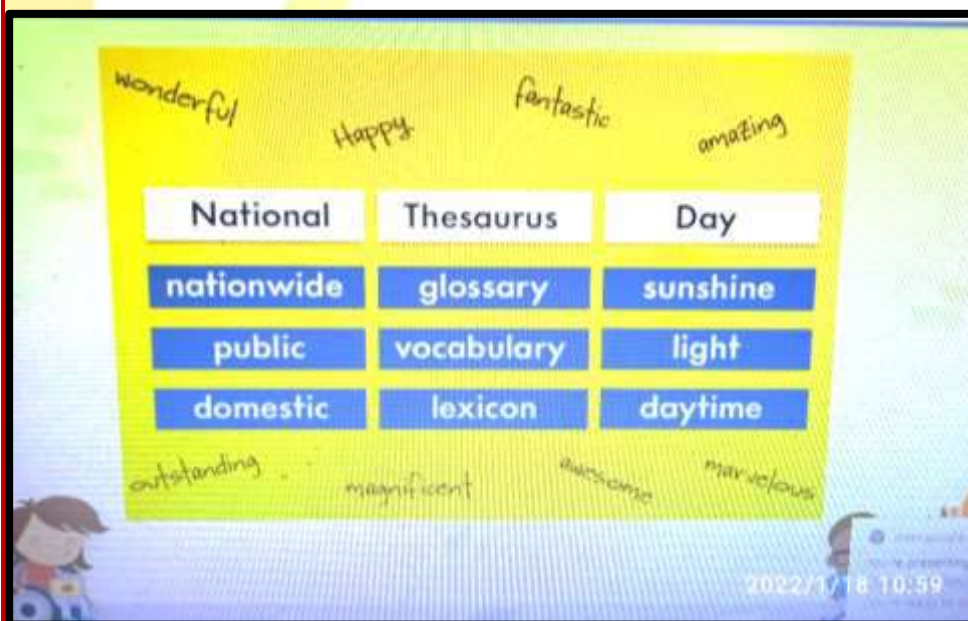 wonderful Happy fantastic amazing
National Thesaurus Day
nationwide glossary sunshine
public vocabulary light
domestic lexicon daytime
outstanding magnificent awesome marvelous
2022/1/18 10:59